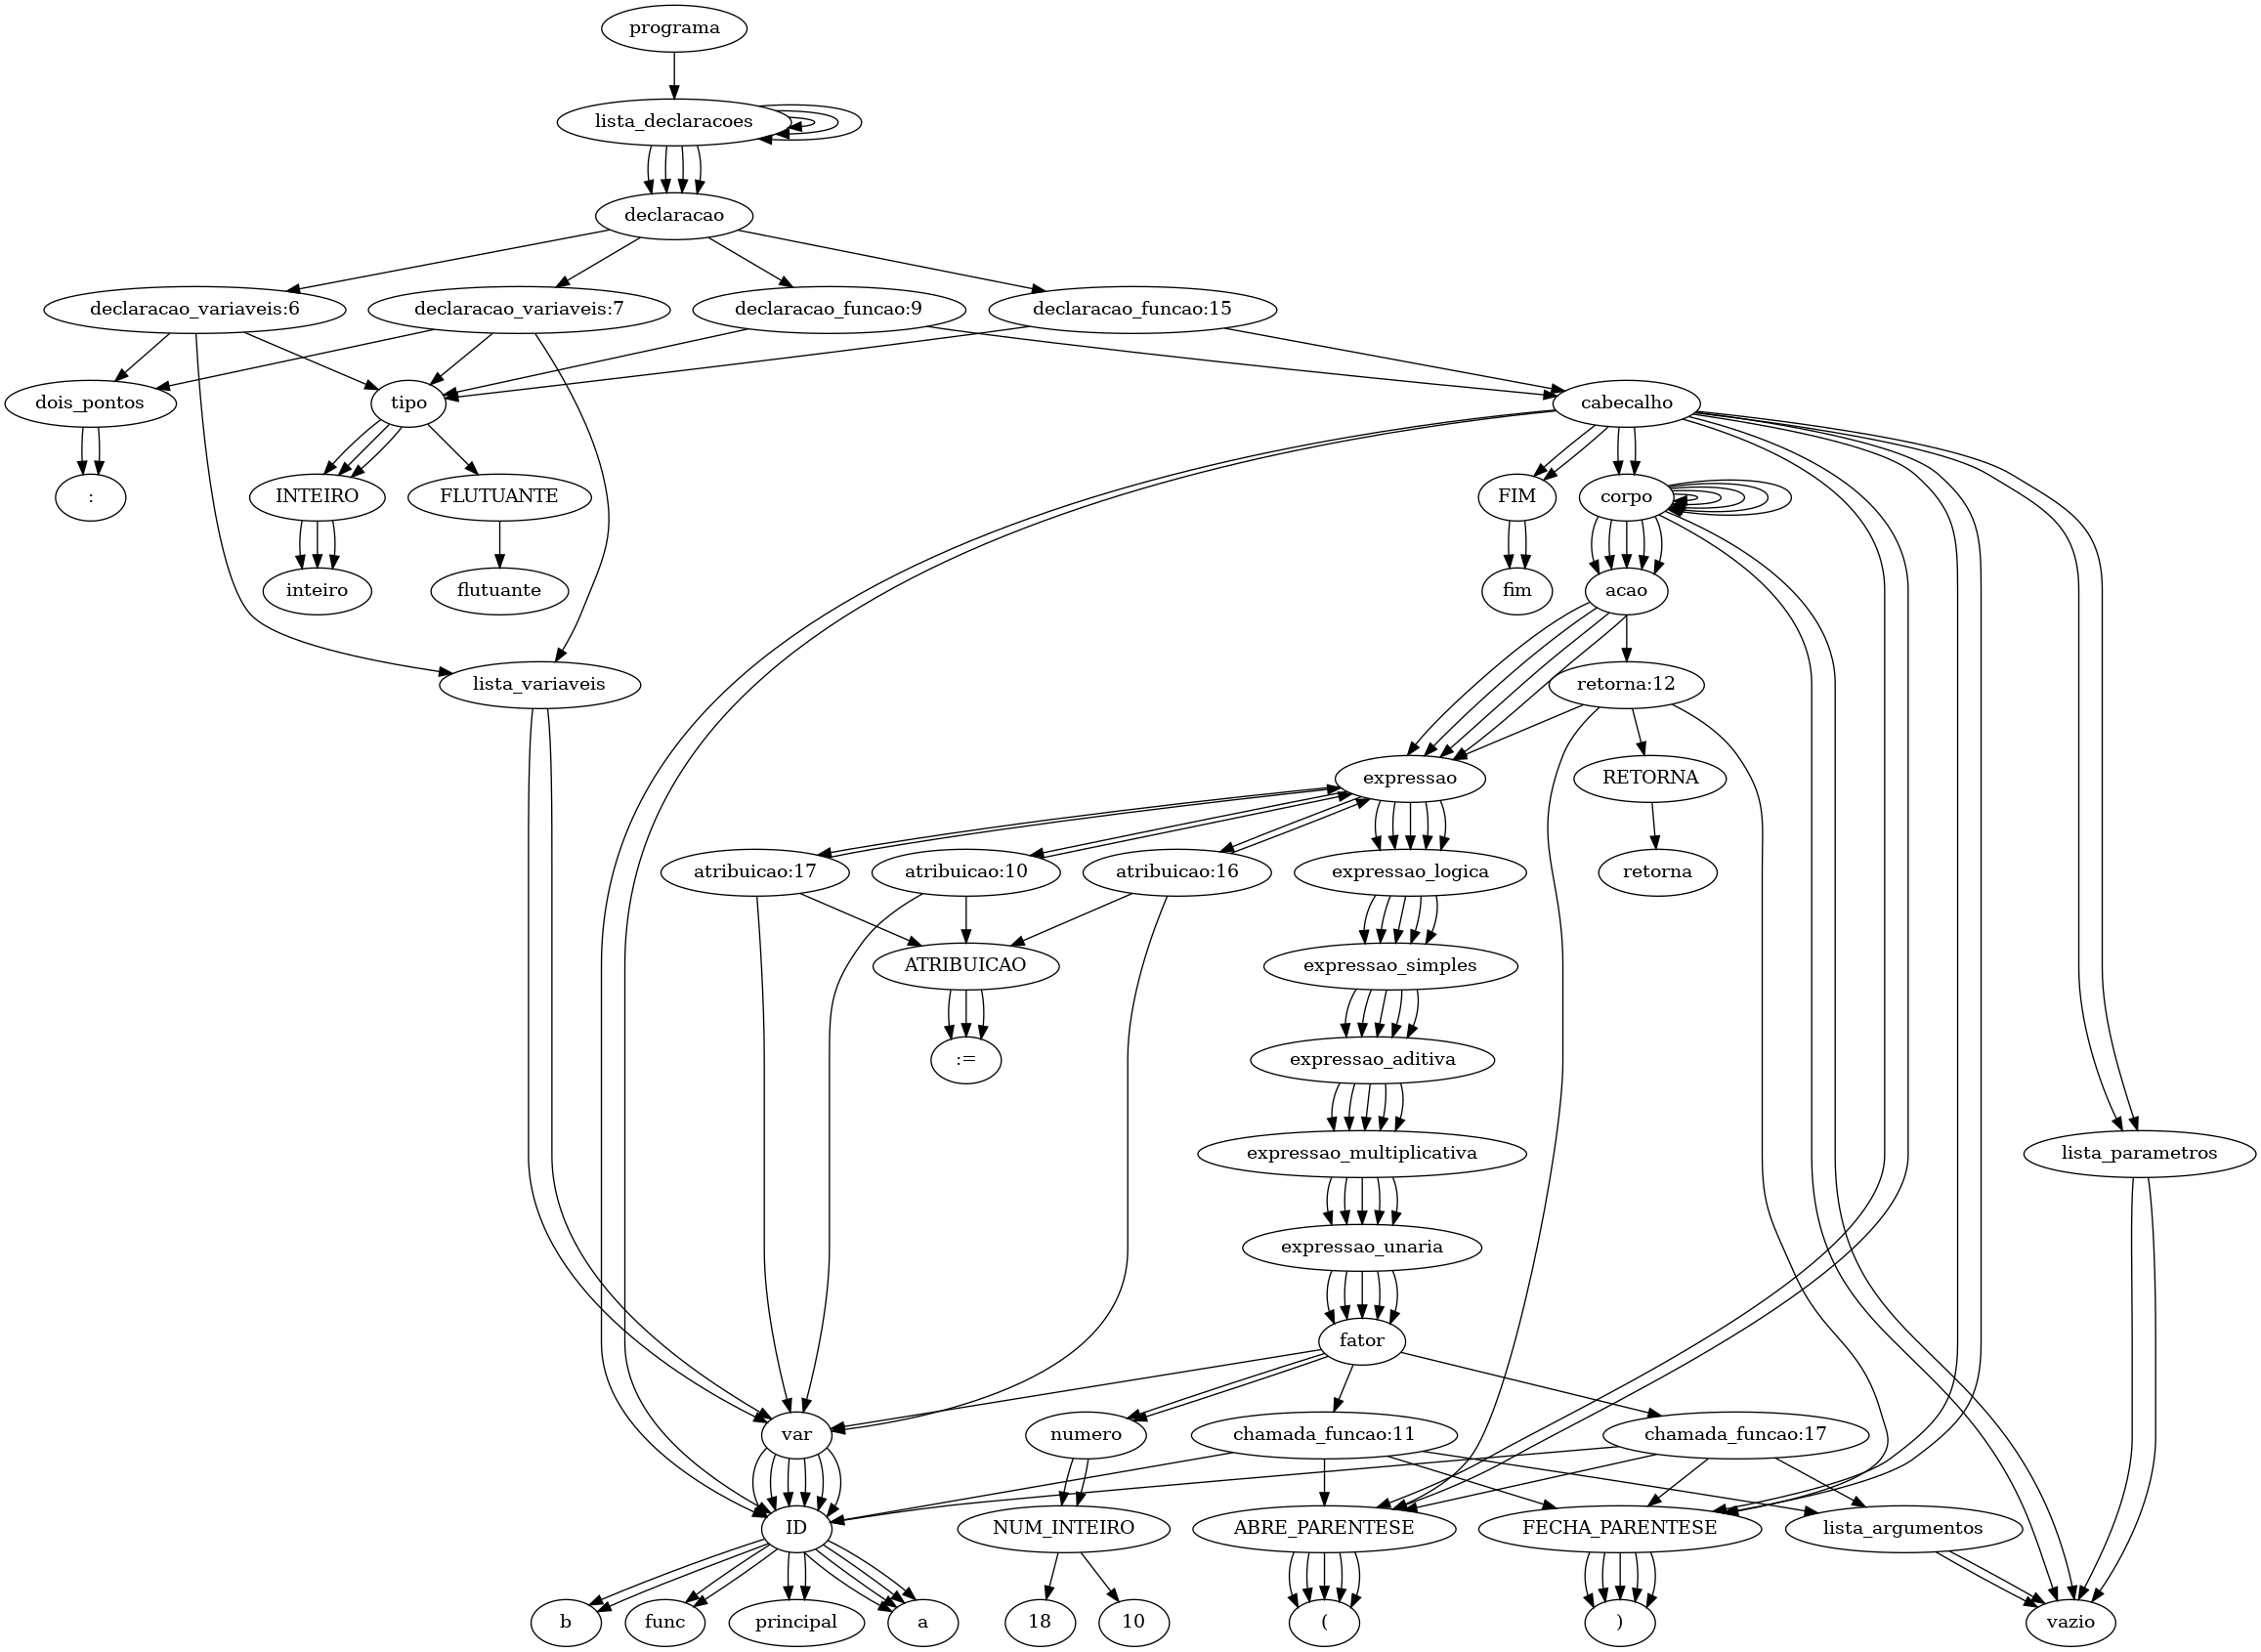 programa
lista_declaracoes
declaracao
declaracao_variaveis:6
declaracao_variaveis:7
declaracao_funcao:9
declaracao_funcao:15
dois_pontos
tipo
cabecalho
:
INTEIRO
FLUTUANTE
FIM
corpo
inteiro
flutuante
fim
acao
lista_variaveis
retorna:12
expressao
RETORNA
atribuicao:17
atribuicao:10
atribuicao:16
expressao_logica
retorna
ATRIBUICAO
expressao_simples
:=
expressao_aditiva
expressao_multiplicativa
lista_parametros
expressao_unaria
fator
var
numero
chamada_funcao:11
chamada_funcao:17
ID
NUM_INTEIRO
ABRE_PARENTESE
FECHA_PARENTESE
lista_argumentos
b
func
principal
a
18
10
(
)
vazio